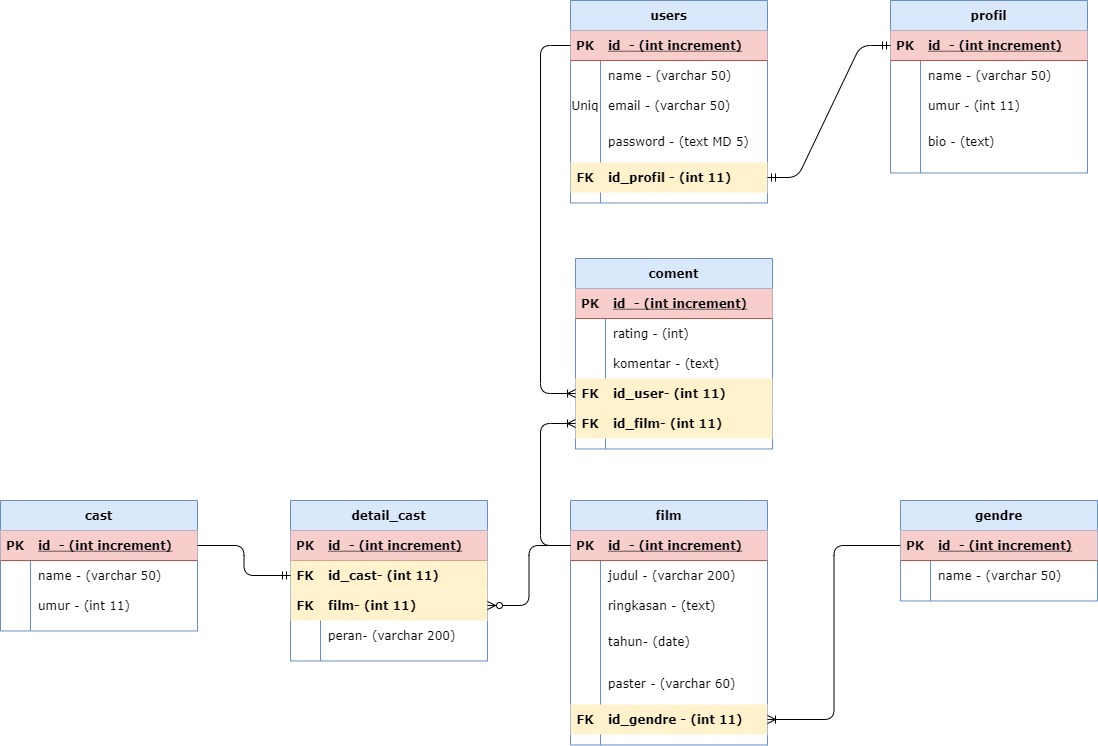 users
PK id - (int increment)
name - (varchar 50)
Uniq email - (varchar 50)
password - (text MD 5)
FK id_profil - (int 11)
profil
PK id - (int increment)
name - (varchar 50)
umur - (int 11)
bio - (text)
coment
PK id - (int increment)
rating - (int)
komentar - (text)
FK id_user- (int 11)
FK id_film- (int 11)
cast
PK id - (int increment)
name - (varchar 50)
umur - (int 11)
detail_cast
PK id - (int increment)
FK id_cast- (int 11)
FK film- (int 11)
peran- (varchar 200)
film
PK id - (int increment)
judul - (varchar 200)
ringkasan - (text)
tahun- (date)
paster - (varchar 60)
FK id_gendre - (int 11)
gendre
PK id - (int increment)
name - (varchar 50)